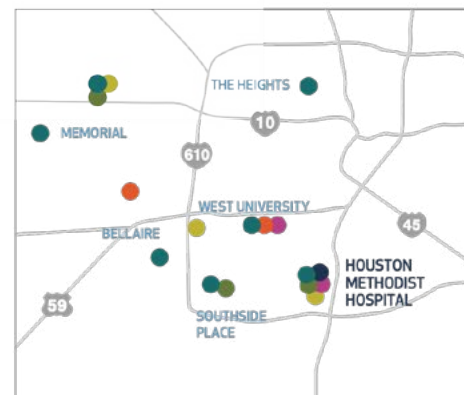 THE HEIGHTS
10
MEMORIAL
610
WEST UNIVERSITY
45
BELLAIRE
HOUSTON
METHODIST
HOSPITAL
59
SOUTHSIDE
PLACE